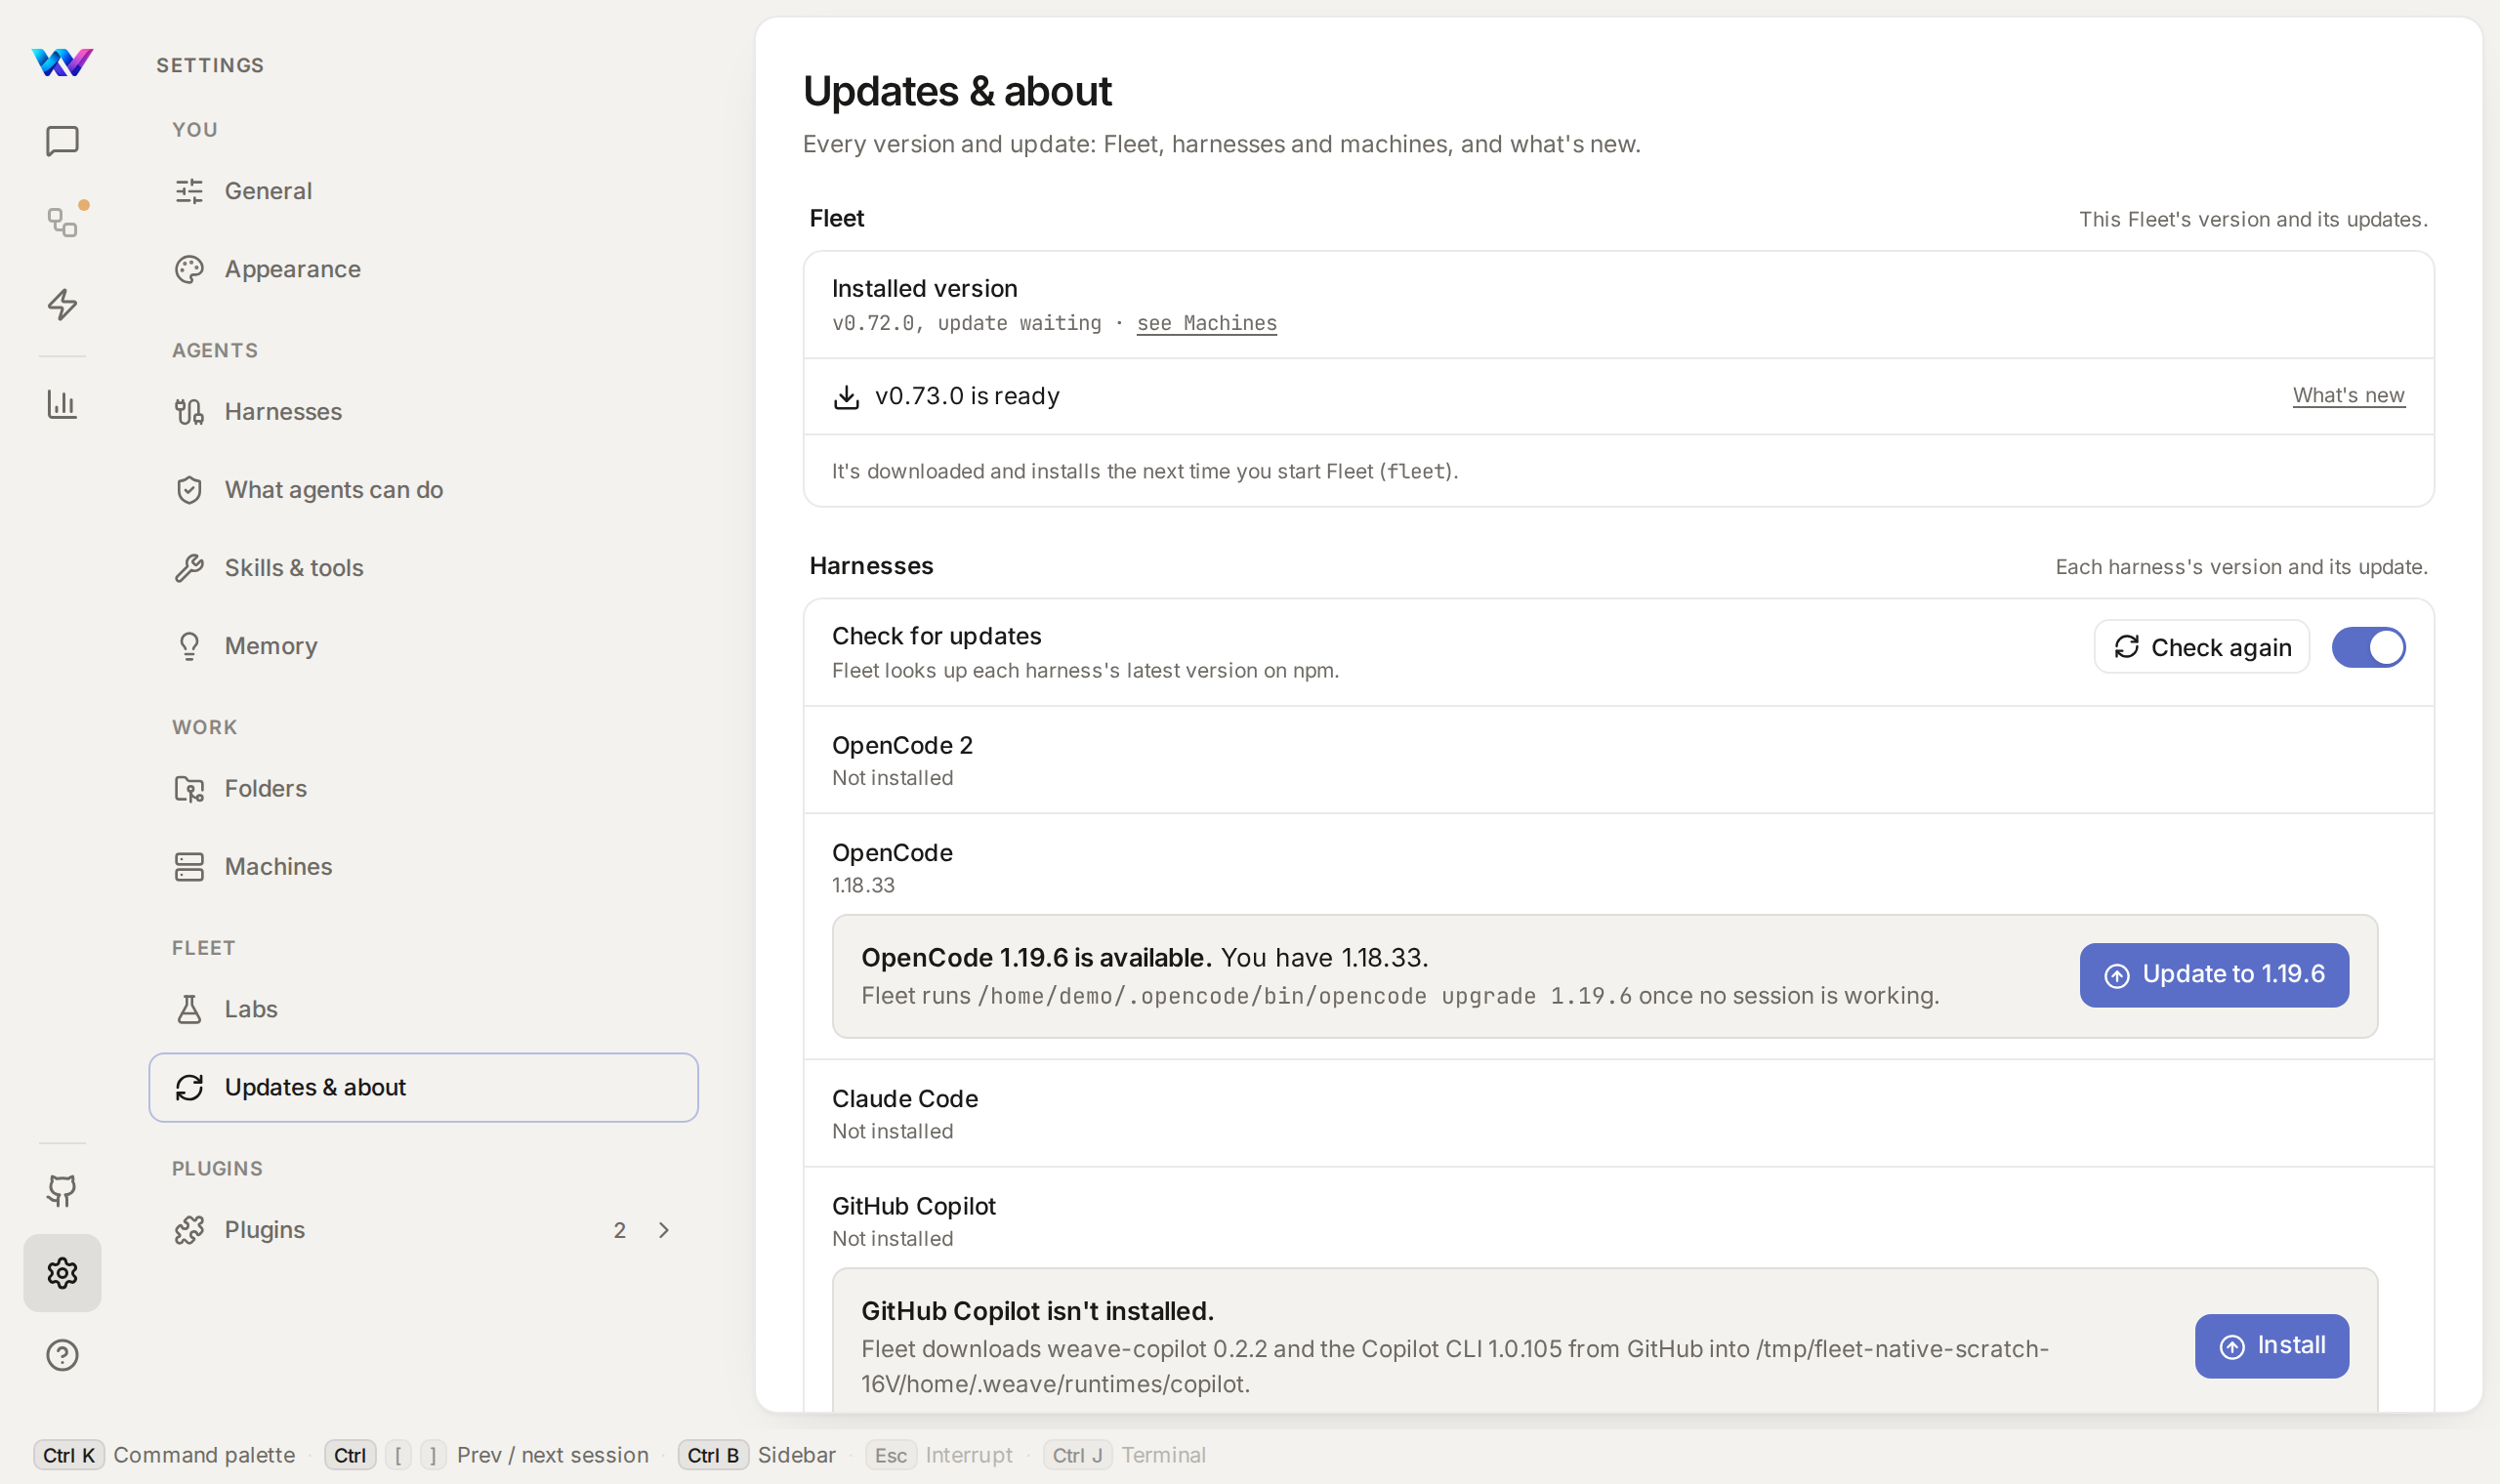 SETTINGS
YOU
General
Appearance
AGENTS
Harnesses
What agents can do
Skills & tools
Memory
WORK
Folders
Machines
FLEET
Labs
Updates & about
PLUGINS
Plugins 2
Updates & about
Every version and update: Fleet, harnesses and machines, and what's new.
Fleet This Fleet's version and its updates.
Installed version
v0.72.0, update waiting · see Machines
v0.73.0 is ready What's new
It's downloaded and installs the next time you start Fleet (fleet).
Harnesses Each harness's version and its update.
Check for updates
Fleet looks up each harness's latest version on npm.
Check again
OpenCode 2
Not installed
OpenCode
1.18.33
OpenCode 1.19.6 is available. You have 1.18.33.
Fleet runs /home/demo/.opencode/bin/opencode upgrade 1.19.6 once no session is working.
Update to 1.19.6
Claude Code
Not installed
GitHub Copilot
Not installed
GitHub Copilot isn't installed.
Fleet downloads weave-copilot 0.2.2 and the Copilot CLI 1.0.105 from GitHub into /tmp/fleet-native-scratch-
16V/home/.weave/runtimes/copilot.
Install
Ctrl K Command palette · Ctrl [ ] Prev / next session · Ctrl B Sidebar · Esc Interrupt · Ctrl J Terminal